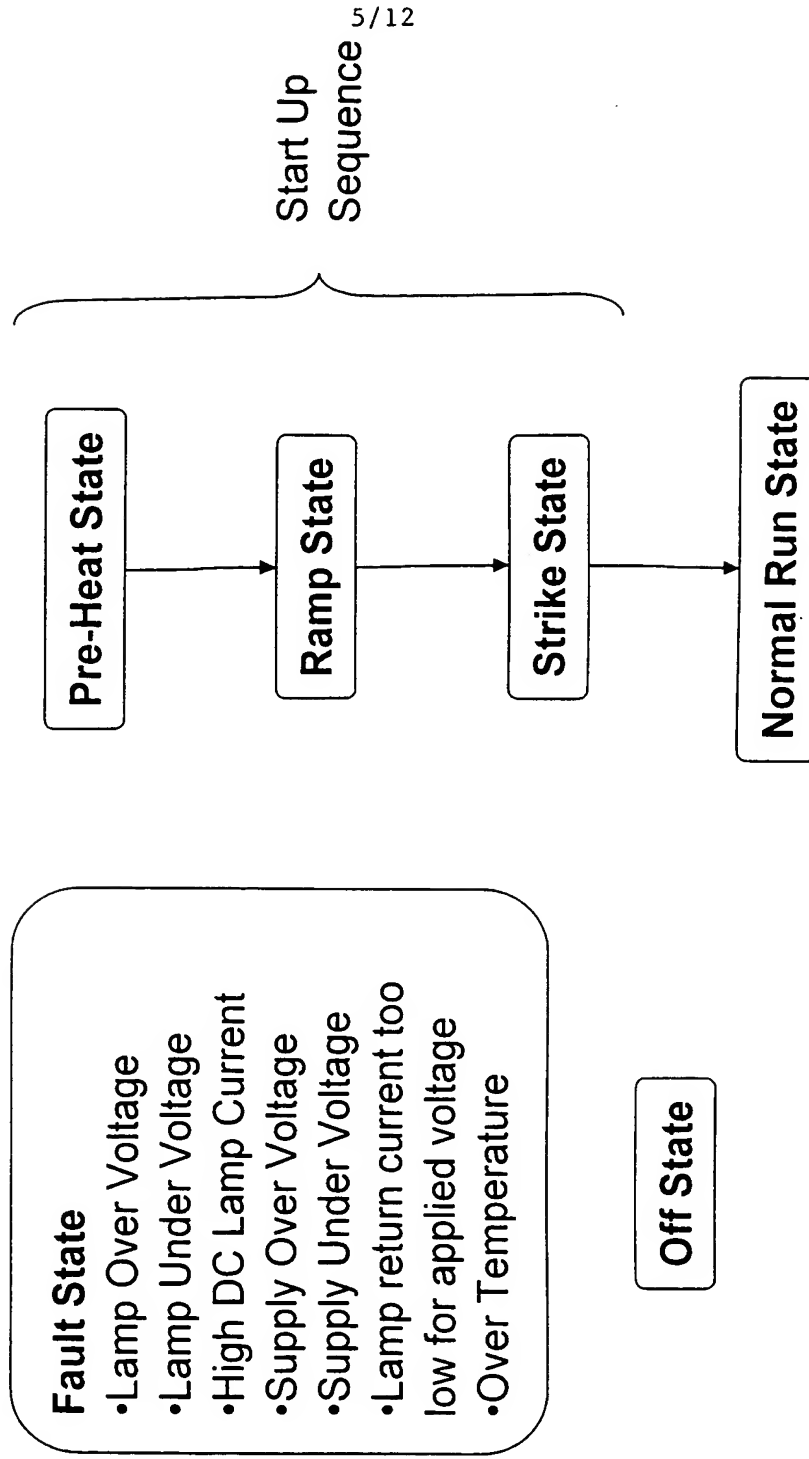 5/12
Fault State
•Lamp Over Voltage
•Lamp Under Voltage
•High DC Lamp Current
•Supply Over Voltage
•Supply Under Voltage
•Lamp return current too
low for applied voltage
•Over Temperature
Off State
Pre-Heat State
Ramp State
Strike State
Normal Run State
Start Up
Sequence